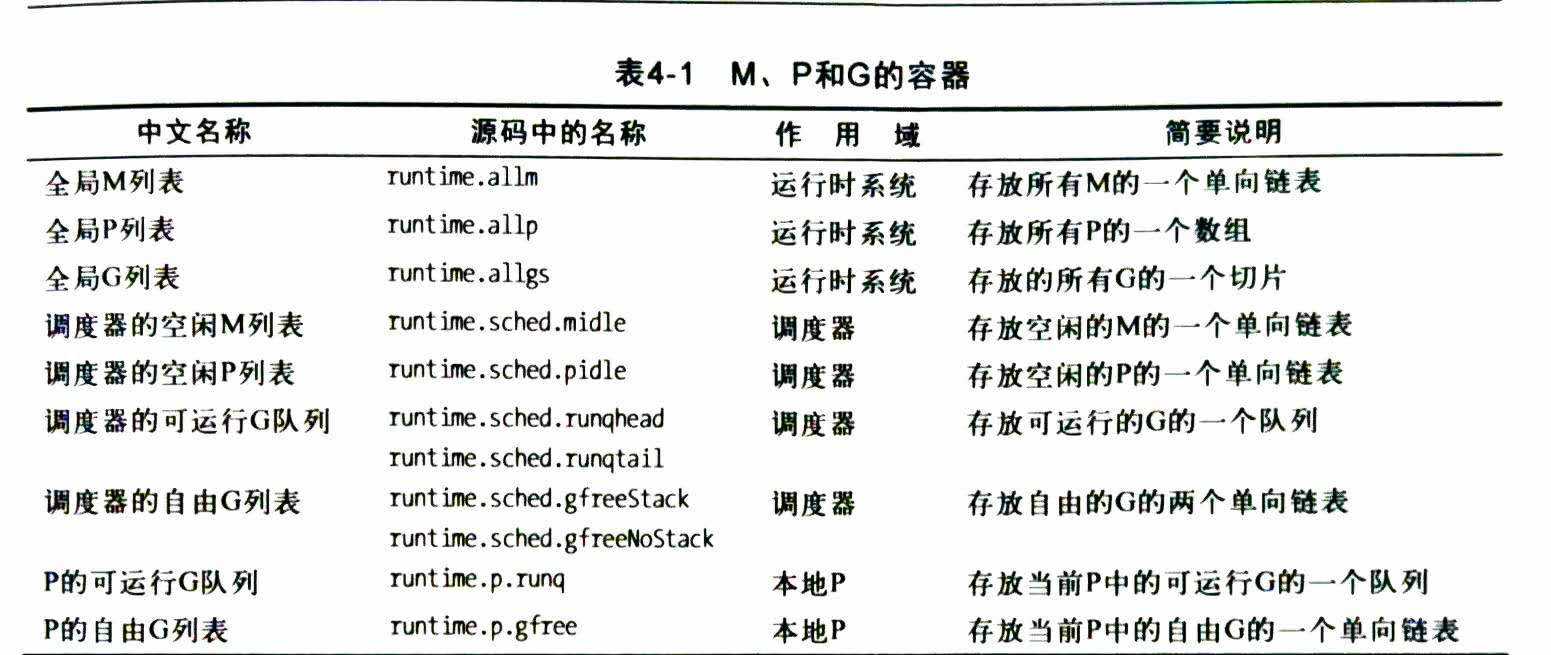 表4-1 M、P和G的容器
中文名称 源码中的名称 作 用 域 简要说明
全局M列表 runtime.allm 运行时系统 存放所有M的一个单向链表
全局P列表 runtime.allp 运行时系统 存放所有P的一个数组
全局G列表 runtime.allgs 运行时系统 存放的所有G的一个切片
调度器的空闲M列表 runtime.sched.midle 调度器 存放空闲的M的一个单向链表
调度器的空闲P列表 runtime.sched.pidle 调度器 存放空闲的P的一个单向链表
调度器的可运行G队列 runtime.sched.runqhead 调度器 存放可运行的G的一个队列
runtime.sched.runqtail
调度器的自由G列表 runtime.sched.gfreeStack 调度器 存放自由的G的两个单向链表
runtime.sched.gfreeNoStack
P的可运行G队列 runtime.p.runq 本地P 存放当前P中的可运行G的一个队列
P的自由G列表 runtime.p.gfree 本地P 存放当前P中的自由G的一个单向链表